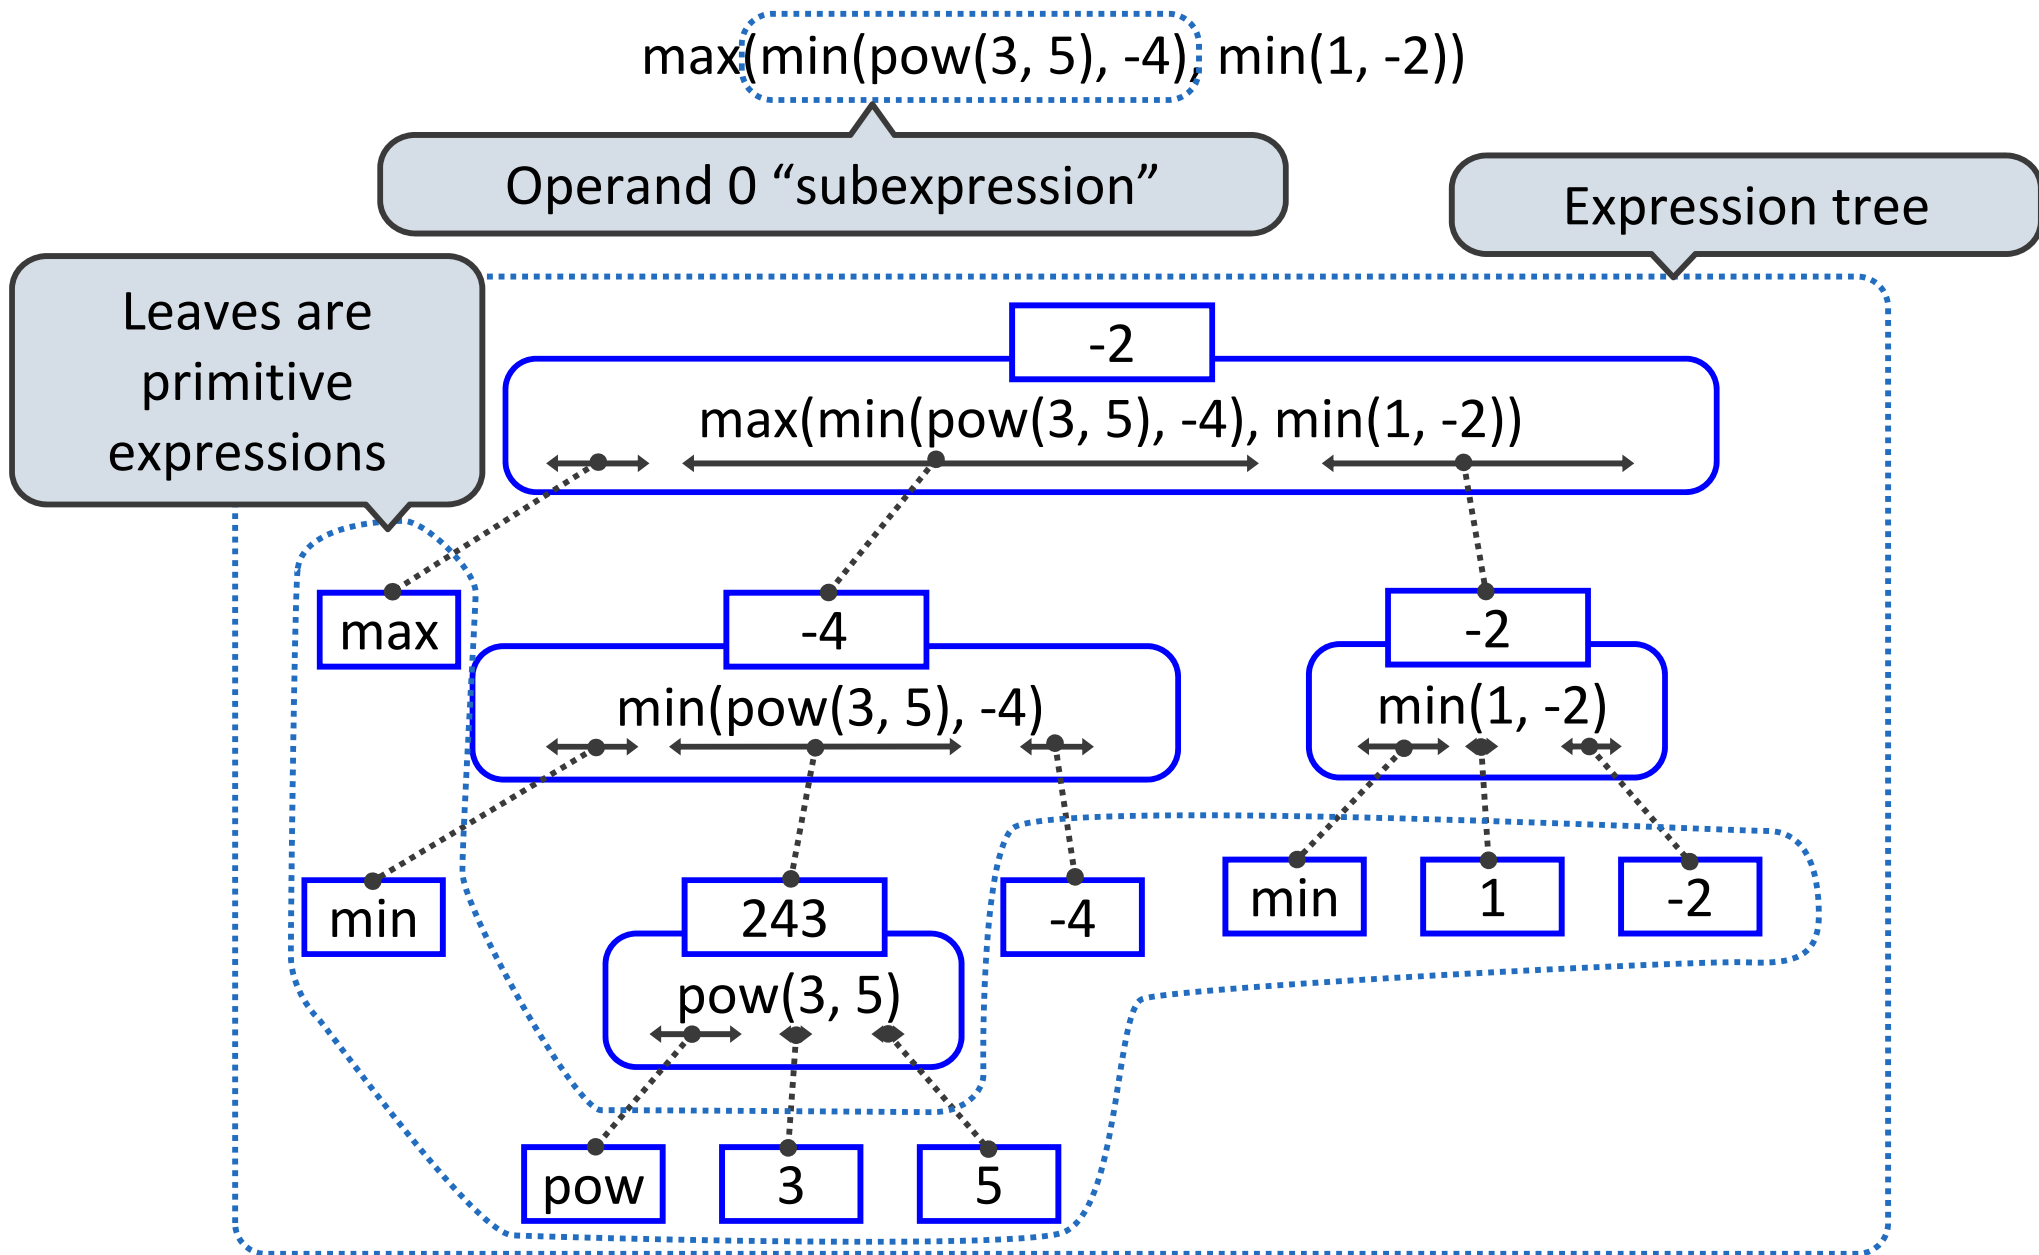 max(min(pow(3, 5), -4), min(1, -2))
Operand 0 “subexpression”
Expression tree
Leaves are
primitive
expressions
-2
max(min(pow(3, 5), -4), min(1, -2))
max
-4
-2
min(pow(3, 5), -4)
min(1, -2)
min
243
-4
min
1
-2
pow(3, 5)
pow
3
5